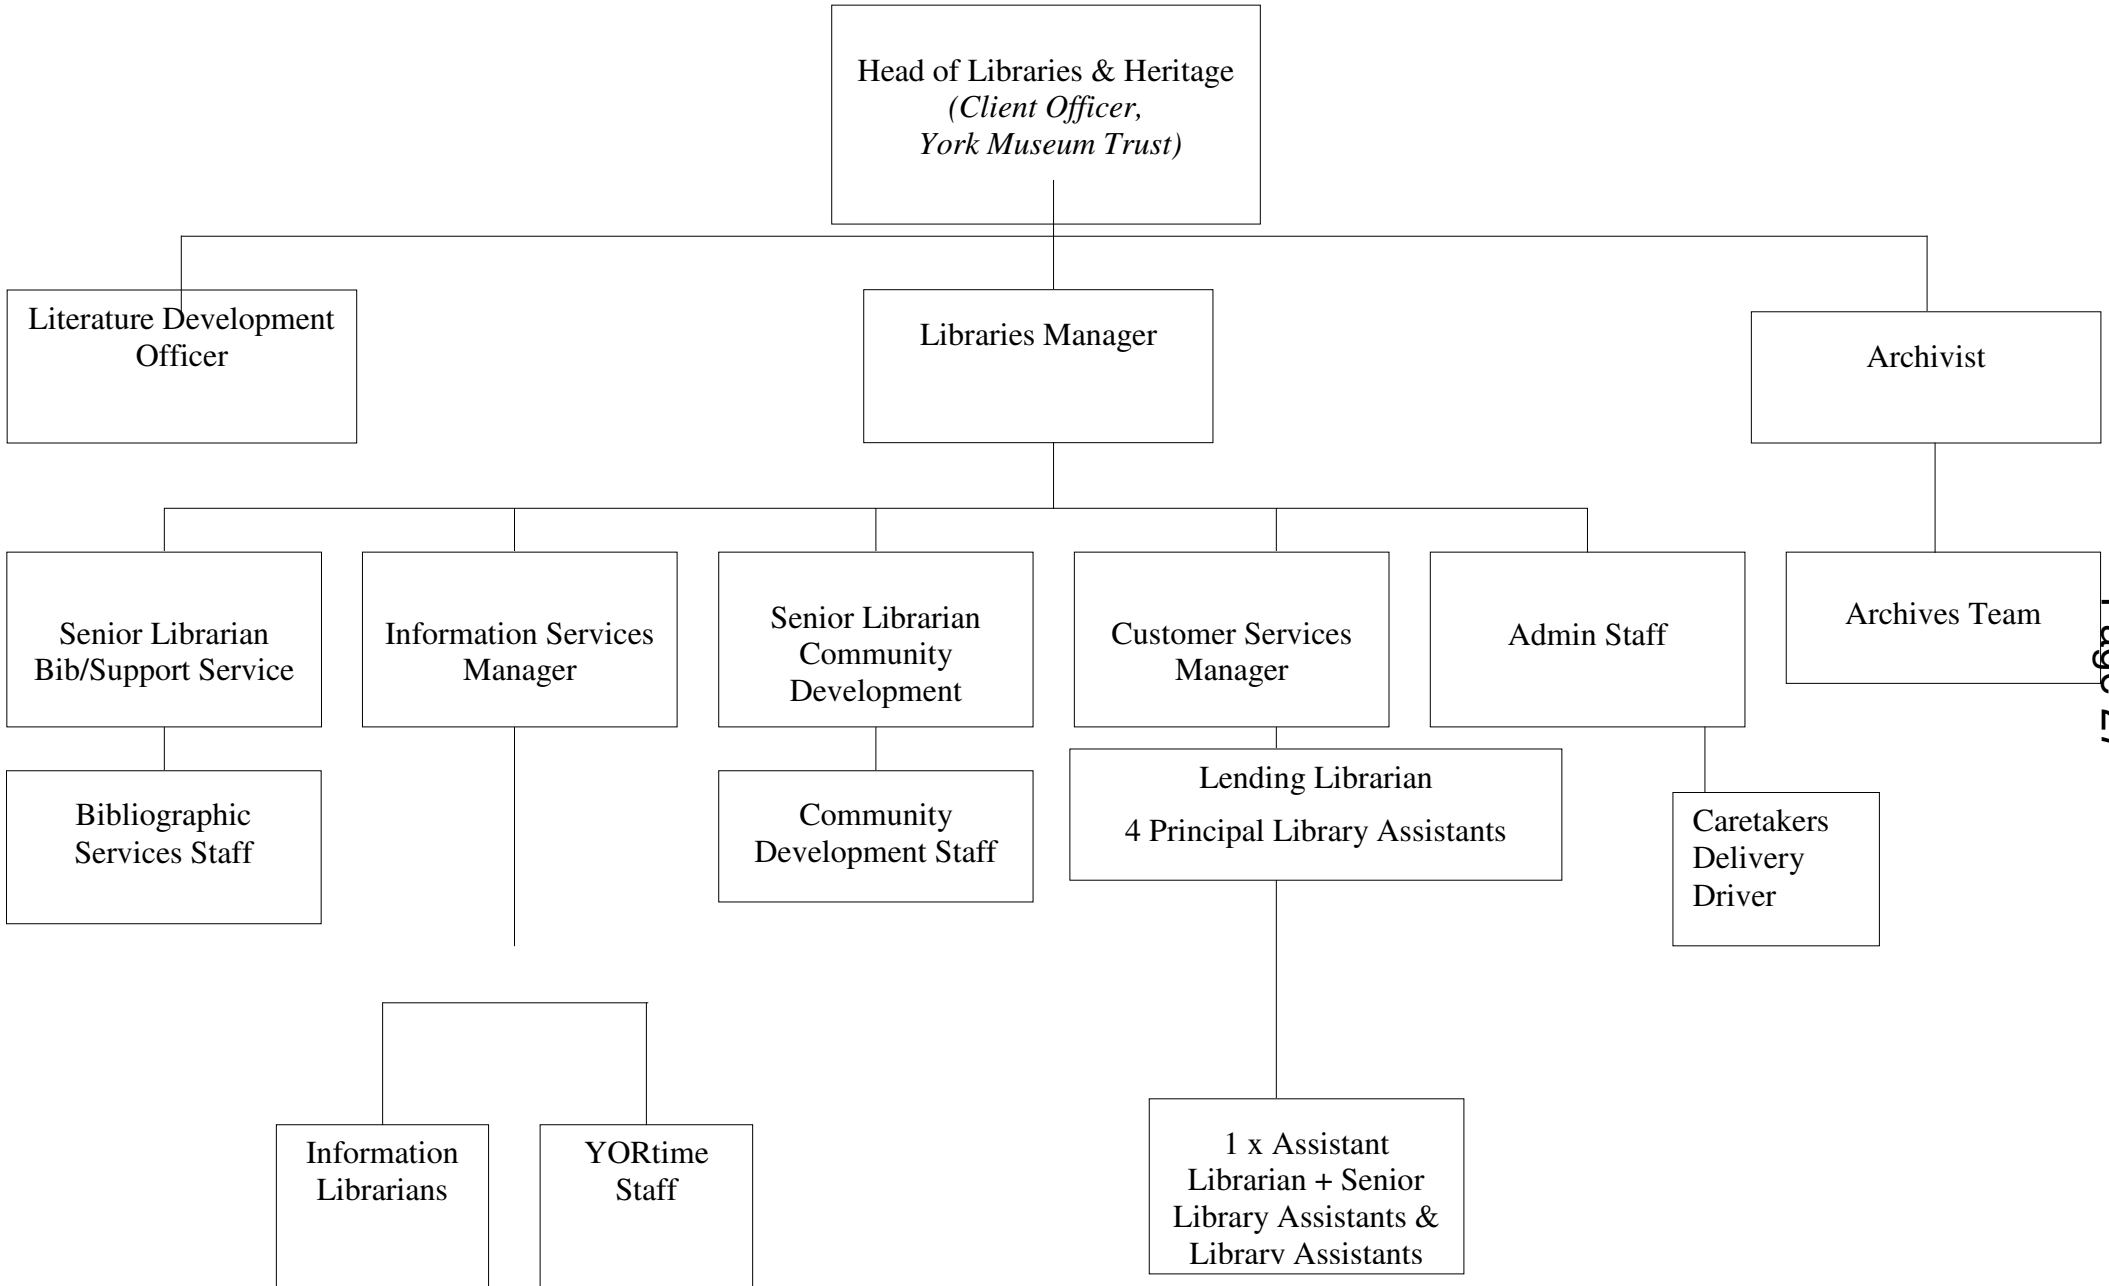 Head of Libraries & Heritage
(Client Officer,
York Museum Trust)
Literature Development
Officer
Libraries Manager
Archivist
Senior Librarian
Bib/Support Service
Information Services
Manager
Senior Librarian
Community
Development
Customer Services
Manager
Admin Staff
Archives Team
Bibliographic
Services Staff
Community
Development Staff
Lending Librarian
4 Principal Library Assistants
Caretakers
Delivery
Driver
Information
Librarians
YORtime
Staff
1 x Assistant
Librarian + Senior
Library Assistants &
Library Assistants